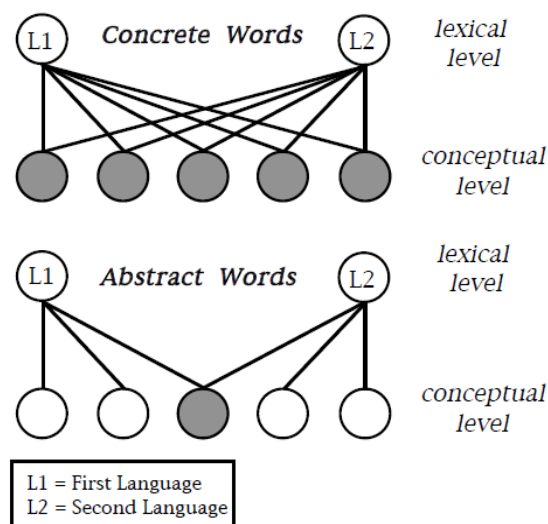 L1 Concrete Words L2 lexical
level
conceptual
level
L1 Abstract Words L2 lexical
level
conceptual
level
L1 = First Language
L2 = Second Language